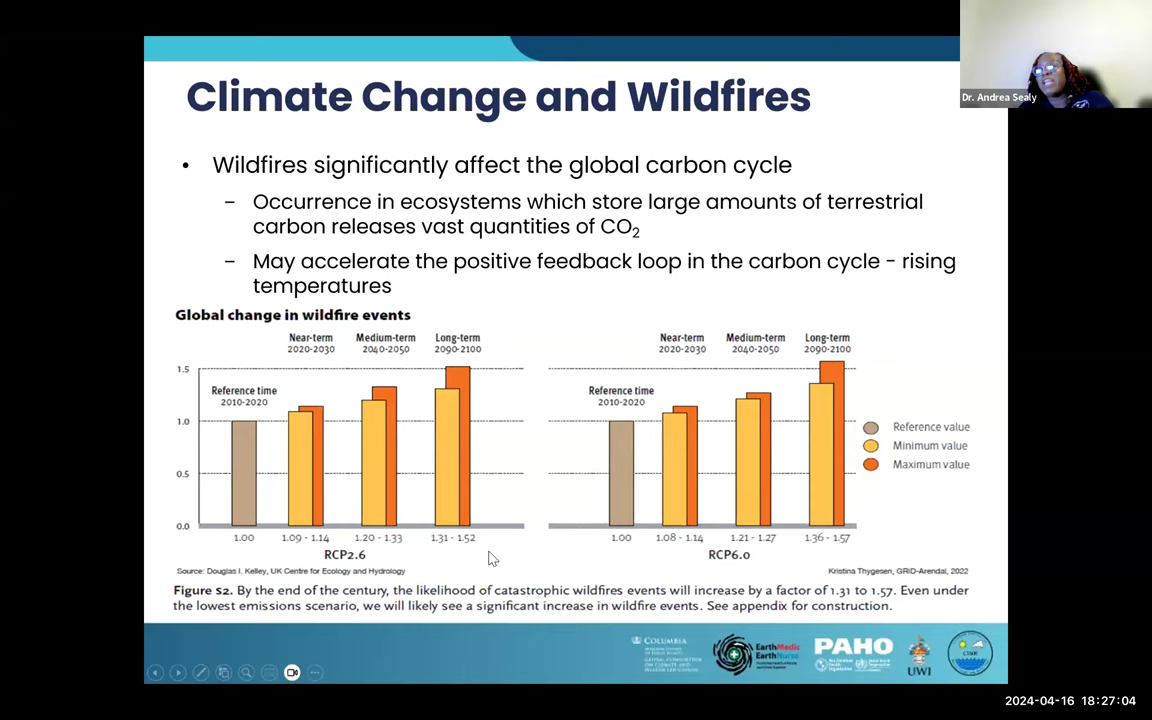 Climate Change and Wildfires
Dr. Andrea Sealy
• Wildfires significantly affect the global carbon cycle
– Occurrence in ecosystems which store large amounts of terrestrial
carbon releases vast quantities of CO₂
– May accelerate the positive feedback loop in the carbon cycle – rising
temperatures
Global change in wildfire events
Near-term Medium-term Long-term
2020-2030 2040-2050 2090-2100
Reference time
2010-2020
1.5
1.0
0.5
0.0
1.00 1.09 - 1.14 1.20 - 1.33 1.31 - 1.52
RCP2.6
Near-term Medium-term Long-term
2020-2030 2040-2050 2090-2100
Reference time
2010-2020
1.00 1.08 - 1.14 1.21 - 1.27 1.36 - 1.57
RCP6.0
Reference value
Minimum value
Maximum value
Source: Douglas I. Kelley, UK Centre for Ecology and Hydrology
Kristina Thygesen, GRID-Arendal, 2022
Figure S2. By the end of the century, the likelihood of catastrophic wildfires events will increase by a factor of 1.31 to 1.57. Even under
the lowest emissions scenario, we will likely see a significant increase in wildfire events. See appendix for construction.
COLUMBIA
EarthMedic
EarthNurse
PAHO
UWI
2024-04-16 18:27:04